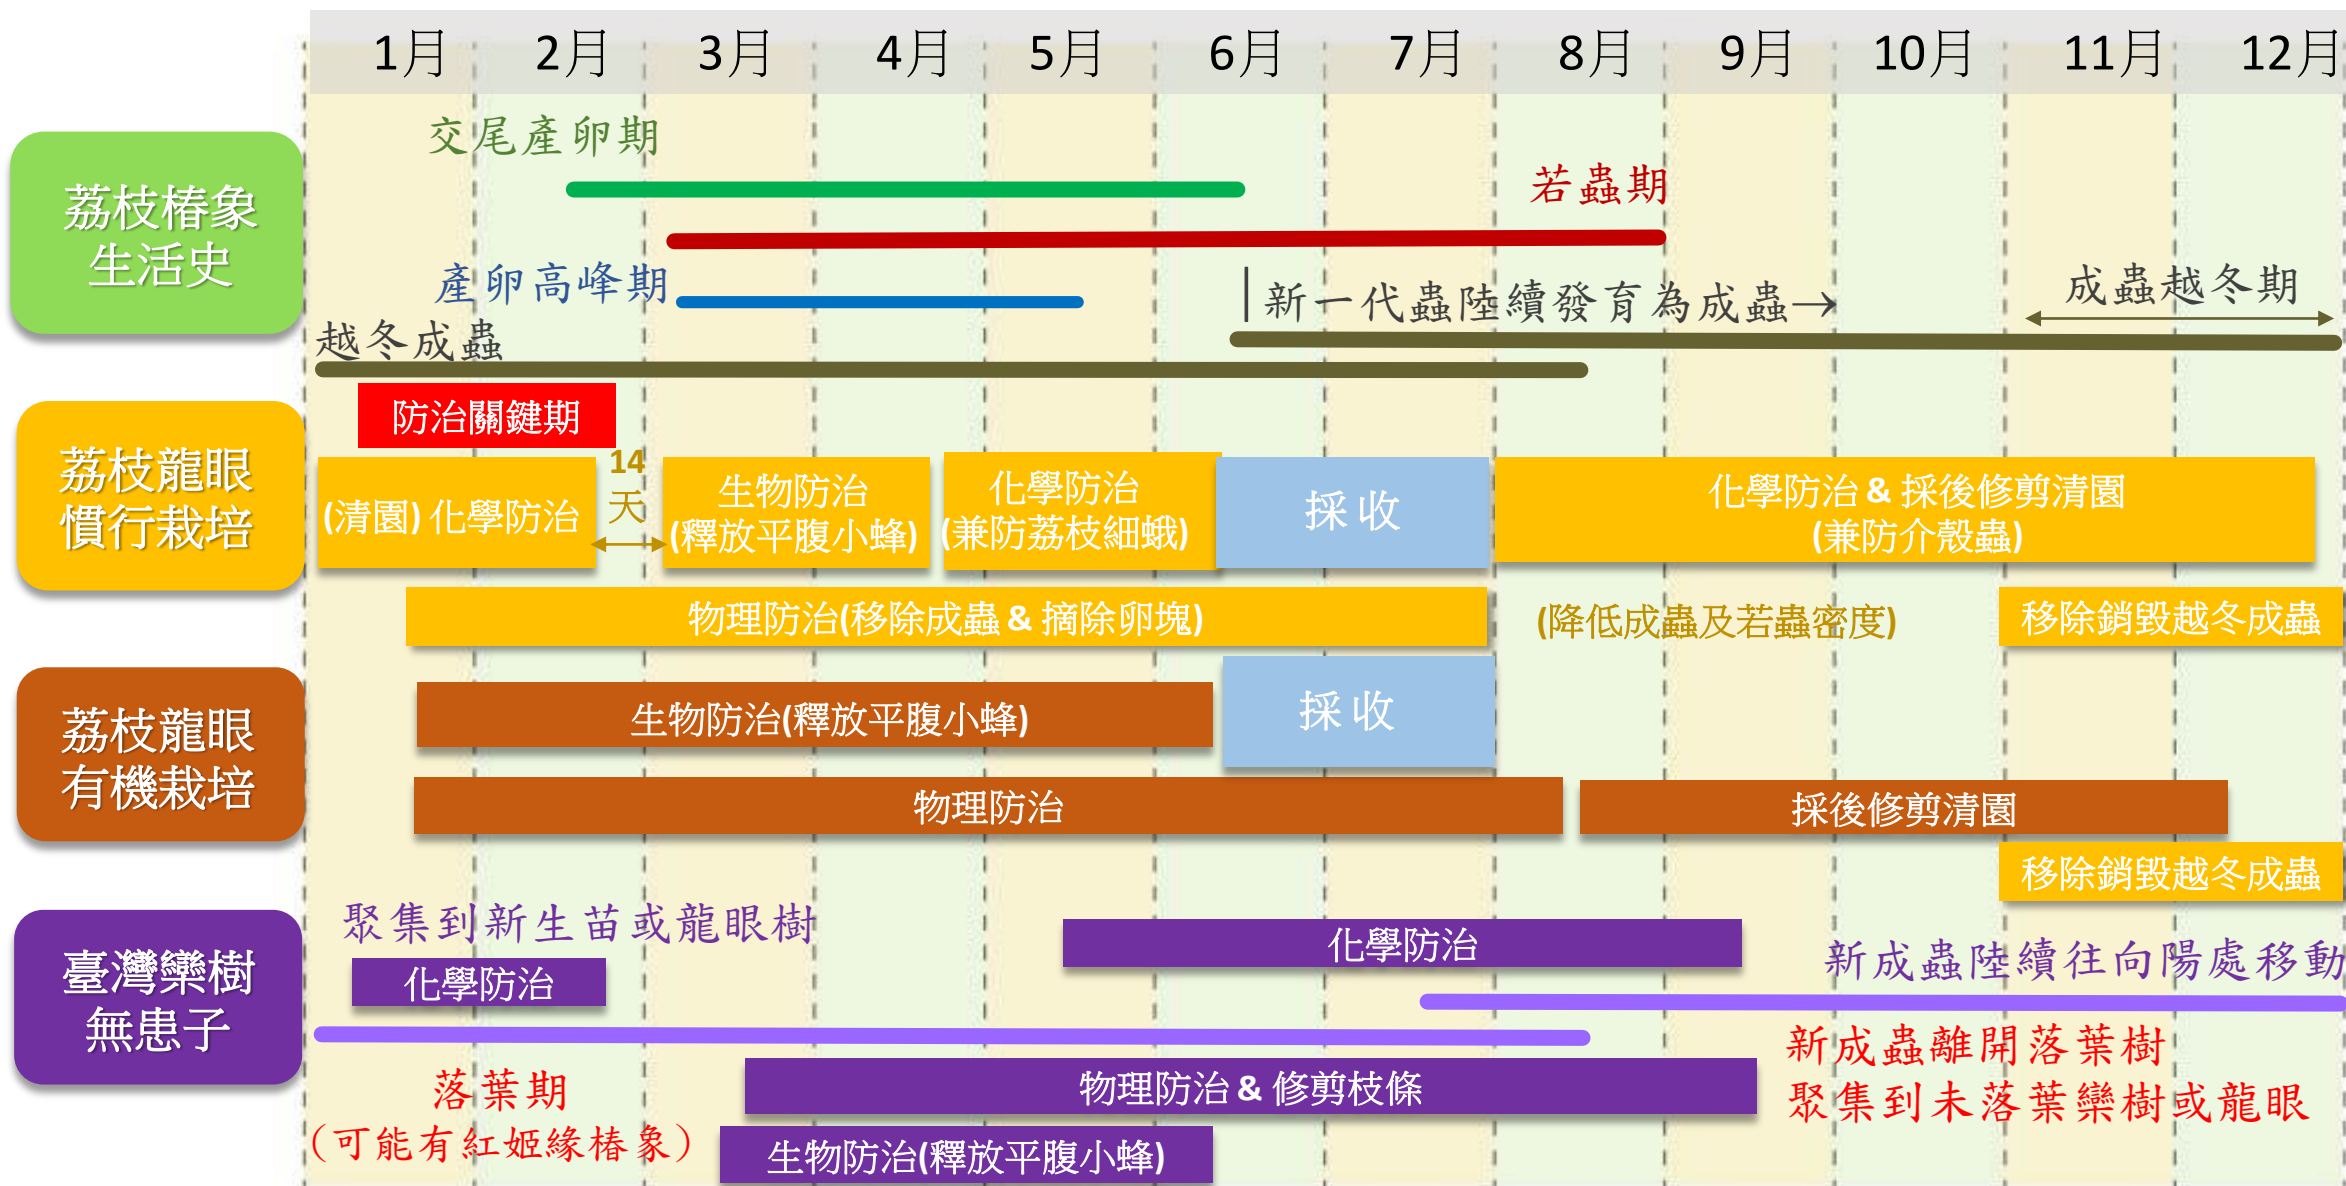 1月 2月 3月 4月 5月 6月 7月 8月 9月 10月 11月 12月
荔枝椿象
生活史
交尾產卵期
若蟲期
產卵高峰期
新一代蟲陸續發育為成蟲→
成蟲越冬期
越冬成蟲
荔枝龍眼
慣行栽培
防治關鍵期
(清園) 化學防治
14
天
生物防治
(釋放平腹小蜂)
化學防治
(兼防荔枝細蛾)
採收
化學防治 & 採後修剪清園
(兼防介殼蟲)
物理防治(移除成蟲 & 摘除卵塊)
(降低成蟲及若蟲密度)
移除銷毀越冬成蟲
荔枝龍眼
有機栽培
生物防治(釋放平腹小蜂)
採收
物理防治
採後修剪清園
移除銷毀越冬成蟲
臺灣欒樹
無患子
聚集到新生苗或龍眼樹
化學防治
化學防治
新成蟲陸續往向陽處移動
落葉期
(可能有紅姬緣椿象)
物理防治 & 修剪枝條
生物防治(釋放平腹小蜂)
新成蟲離開落葉樹
聚集到未落葉欒樹或龍眼